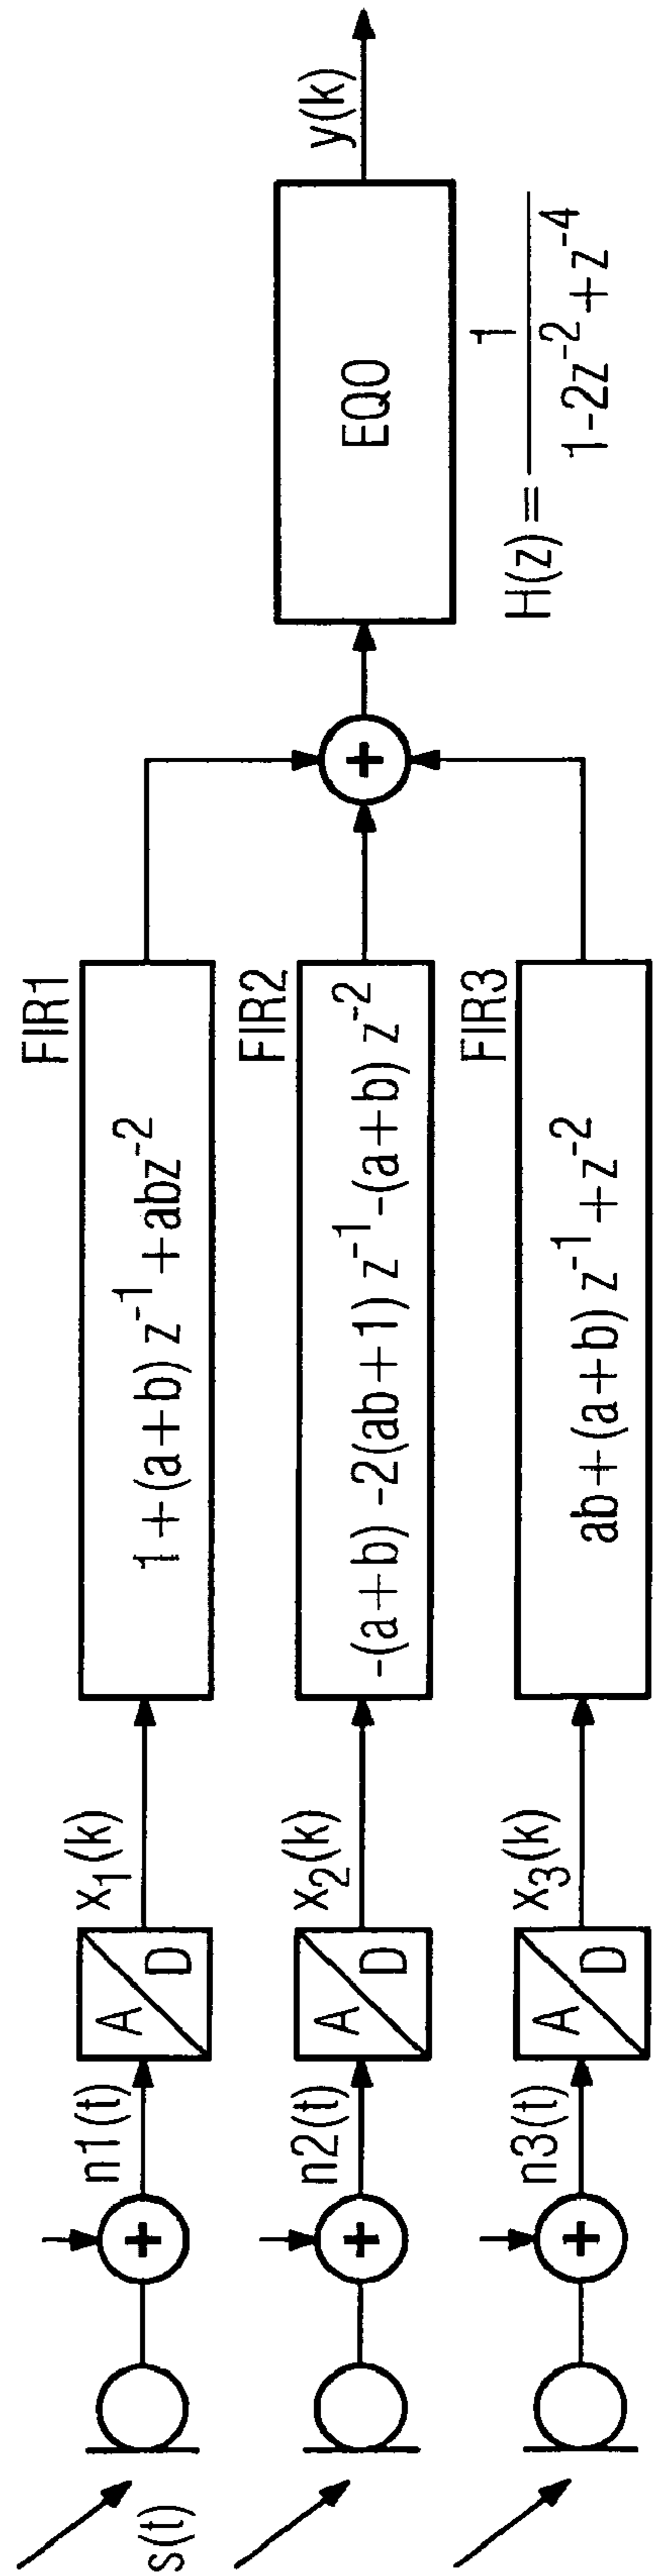 s(t)
n1(t)
A
D
x₁(k)
FIR1
1+(a+b) z⁻¹+abz⁻²
n2(t)
A
D
x₂(k)
FIR2
-(a+b) -2(ab+1) z⁻¹-(a+b) z⁻²
n3(t)
A
D
x₃(k)
FIR3
ab+(a+b) z⁻¹+z⁻²
+
+
+
+
EQ0
y(k)
H(z) = 1
1-2z⁻²+z⁻⁴